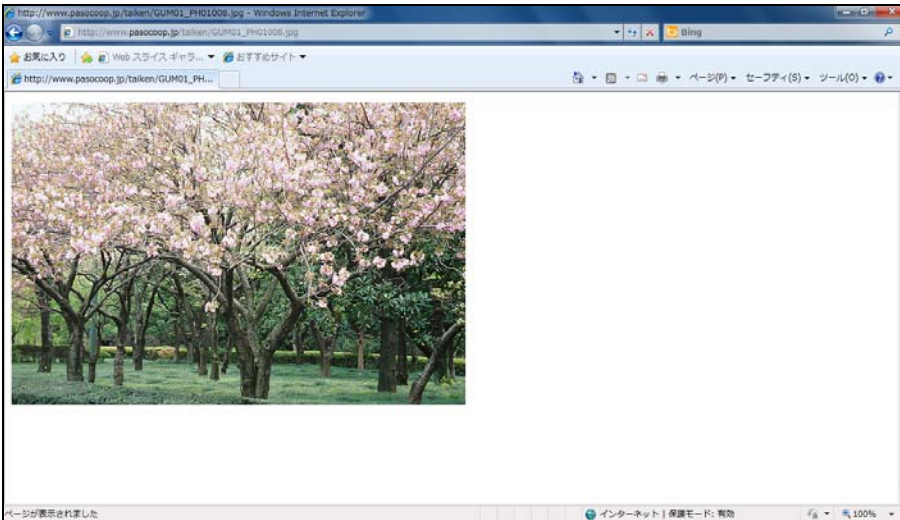 http://www.pasocoop.jp/taiken/GUM01_PH01008.jpg - Windows Internet Explorer
http://www.pasocoop.jp/taiken/GUM01_PH01008.jpg
Bing
お気に入り
Web スライス ギャラ...
おすすめサイト
http://www.pasocoop.jp/taiken/GUM01_PH...
ページ(P)
セーフティ(S)
ツール(O)
ページが表示されました
インターネット | 保護モード: 有効
100%